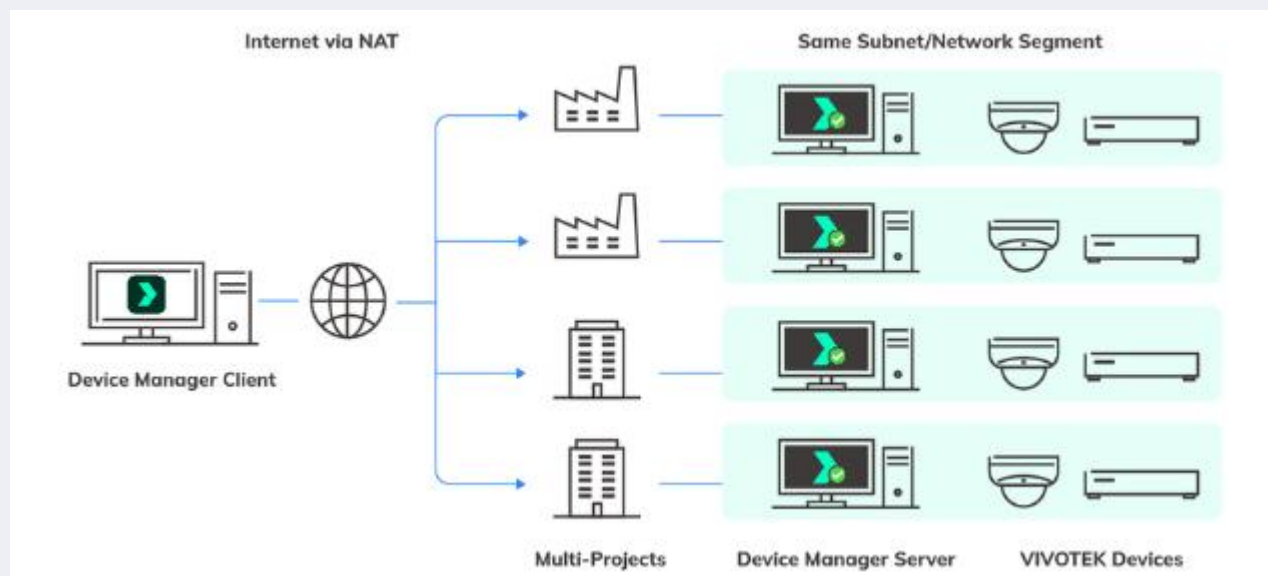 Internet via NAT
Same Subnet/Network Segment
Device Manager Client
Multi-Projects
Device Manager Server
VIVOTEK Devices